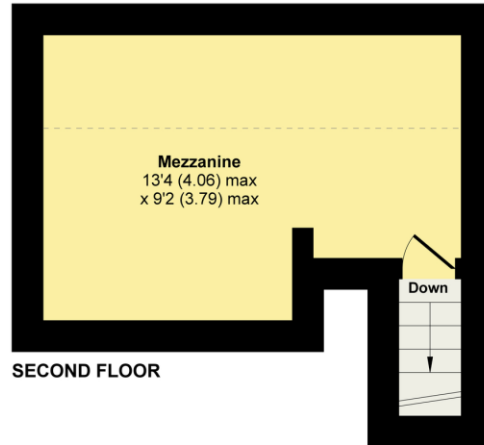 Mezzanine
13'4 (4.06) max
x 9'2 (3.79) max
Down
SECOND FLOOR